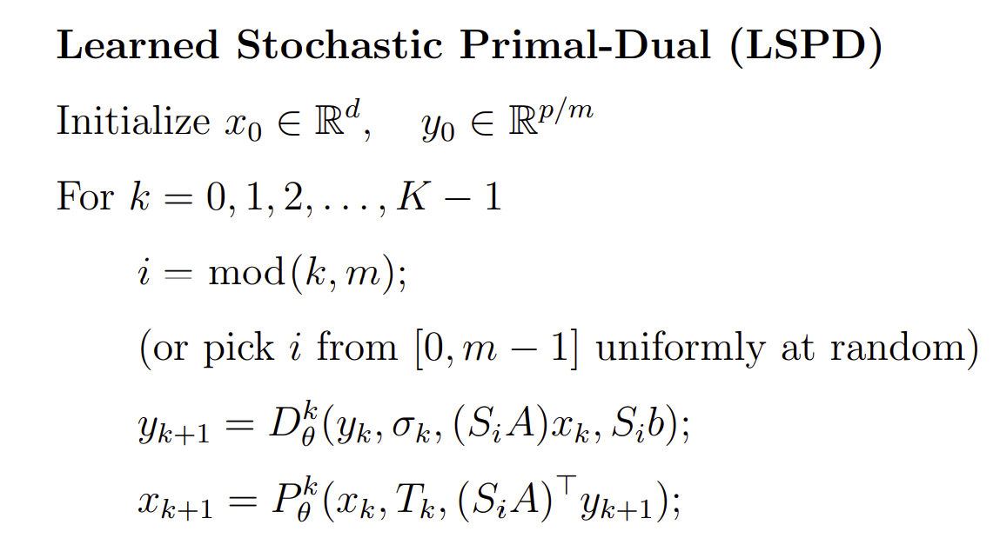 Learned Stochastic Primal-Dual (LSPD)
Initialize $x_0 \in \mathbb{R}^d, \quad y_0 \in \mathbb{R}^{p/m}$
For $k = 0, 1, 2, \ldots, K - 1$
$i = \mathrm{mod}(k, m);$
(or pick $i$ from $[0, m - 1]$ uniformly at random)
$y_{k+1} = D_\theta^k(y_k, \sigma_k, (S_i A)x_k, S_i b);$
$x_{k+1} = P_\theta^k(x_k, T_k, (S_i A)^\top y_{k+1});$